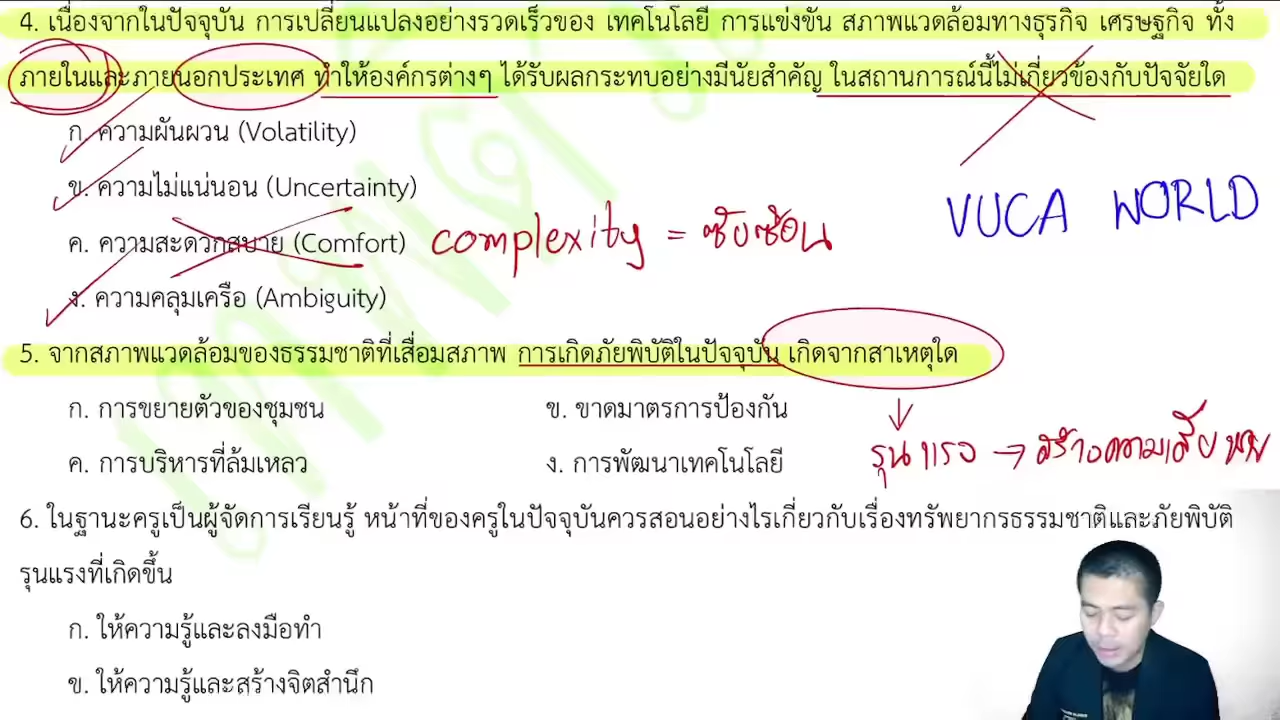 4. เนื่องจากในปัจจุบัน การเปลี่ยนแปลงอย่างรวดเร็วของ เทคโนโลยี การแข่งขัน สภาพแวดล้อมทางธุรกิจ เศรษฐกิจ ทั้ง
ภายในและภายนอกประเทศ ทำให้องค์กรต่างๆ ได้รับผลกระทบอย่างมีนัยสำคัญ ในสถานการณ์นี้ไม่เกี่ยวข้องกับปัจจัยใด
ก. ความผันผวน (Volatility)
ข. ความไม่แน่นอน (Uncertainty)
VUCA WORLD
ค. ความสะดวกสบาย (Comfort) complexity = ซับซ้อน
ง. ความคลุมเครือ (Ambiguity)
5. จากสภาพแวดล้อมของธรรมชาติที่เสื่อมสภาพ การเกิดภัยพิบัติในปัจจุบัน เกิดจากสาเหตุใด
ก. การขยายตัวของชุมชน ข. ขาดมาตรการป้องกัน
ค. การบริหารที่ล้มเหลว ง. การพัฒนาเทคโนโลยี
รุนแรง → สร้างความเสียหาย
6. ในฐานะครูเป็นผู้จัดการเรียนรู้ หน้าที่ของครูในปัจจุบันควรสอนอย่างไรเกี่ยวกับเรื่องทรัพยากรธรรมชาติและภัยพิบัติ
รุนแรงที่เกิดขึ้น
ก. ให้ความรู้และลงมือทำ
ข. ให้ความรู้และสร้างจิตสำนึก